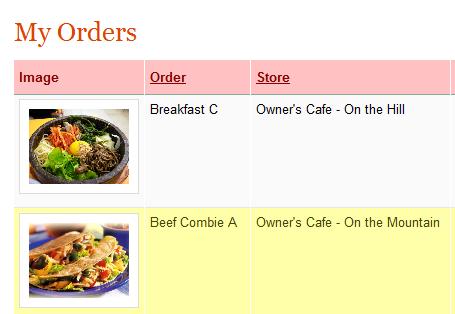 My Orders
Image Order Store
Breakfast C Owner's Cafe - On the Hill
Beef Combie A Owner's Cafe - On the Mountain